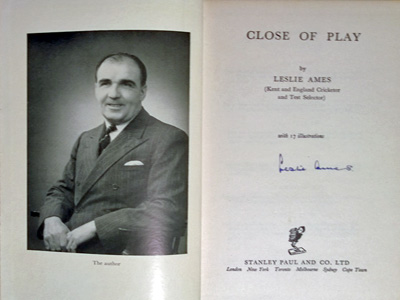 The author
CLOSE OF PLAY
by
LESLIE AMES
(Kent and England Cricketer
and Test Selector)
with 17 illustrations
Leslie Ames
STANLEY PAUL AND CO. LTD
London New York Toronto Melbourne Sydney Cape Town